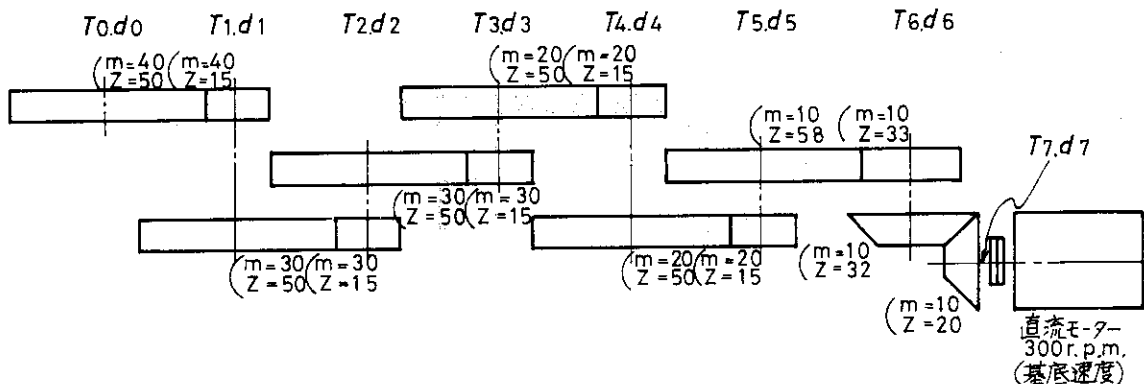 T0.d0
T1.d1
T2.d2
T3.d3
T4.d4
T5.d5
T6.d6
m=40
Z=50
m=40
Z=15
m=20
Z=50
m=20
Z=15
m=10
Z=58
m=10
Z=33
T7.d7
m=30
Z=50
m=30
Z=15
m=30
Z=50
m=30
Z=15
m=20
Z=50
m=20
Z=15
m=10
Z=32
m=10
Z=20
直流モーター
300r.p.m.
(基底速度)